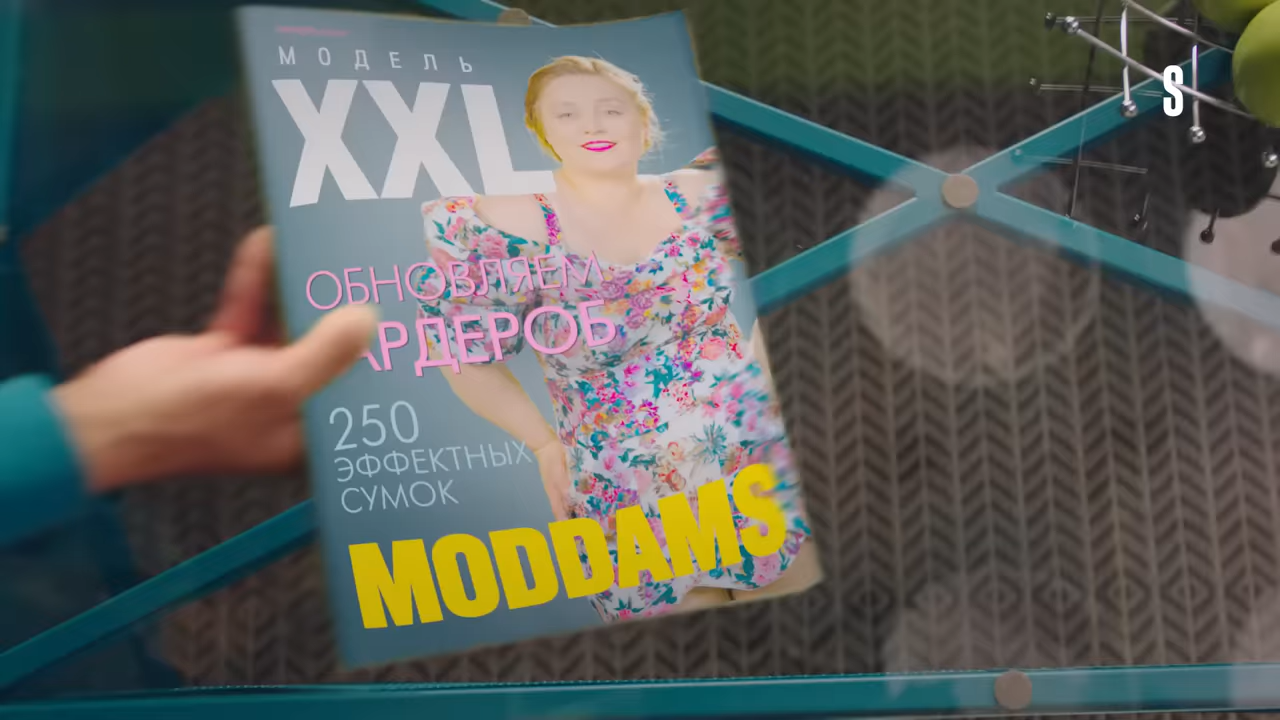 МОДЕЛЬ
XXL
ОБНОВЛЯЕМ
АРДЕРОБ
250
ЭФФЕКТНЫХ
СУМОК
MODDAMS
S